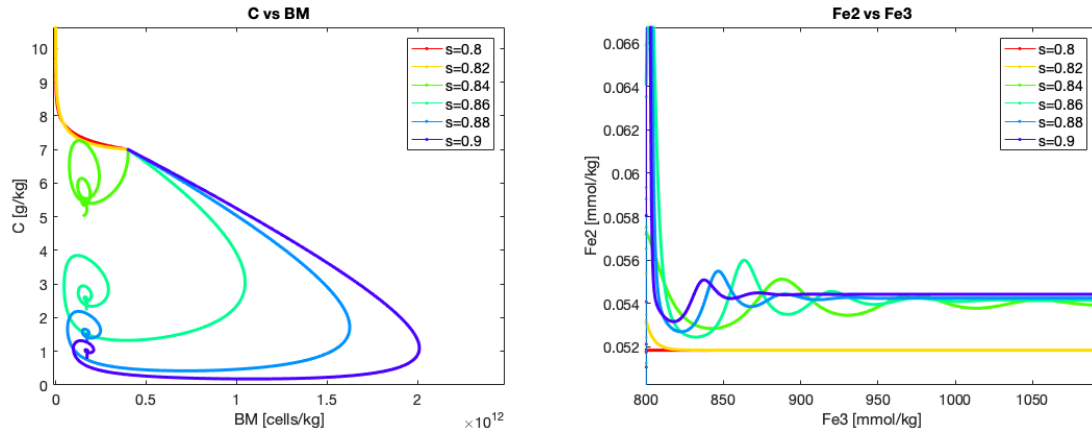 C vs BM
C [g/kg]
10
9
8
7
6
5
4
3
2
1
0
0
0.5
1
1.5
2
BM [cells/kg]
×10^12
s=0.8
s=0.82
s=0.84
s=0.86
s=0.88
s=0.9
Fe2 vs Fe3
Fe2 [mmol/kg]
0.066
0.064
0.062
0.06
0.058
0.056
0.054
0.052
800
850
900
950
1000
1050
Fe3 [mmol/kg]
s=0.8
s=0.82
s=0.84
s=0.86
s=0.88
s=0.9